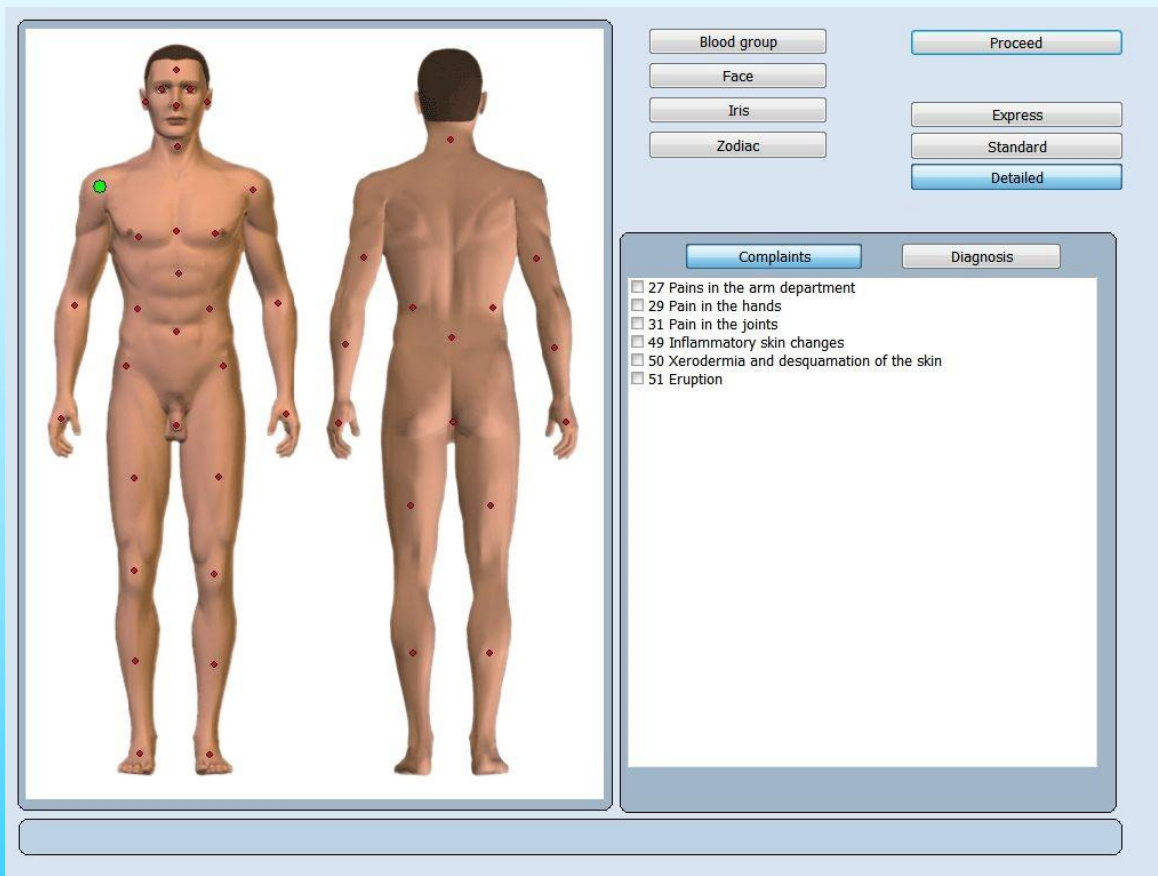 Blood group
Proceed
Face
Iris
Express
Zodiac
Standard
Detailed
Complaints
Diagnosis
27 Pains in the arm department
29 Pain in the hands
31 Pain in the joints
49 Inflammatory skin changes
50 Xerodermia and desquamation of the skin
51 Eruption